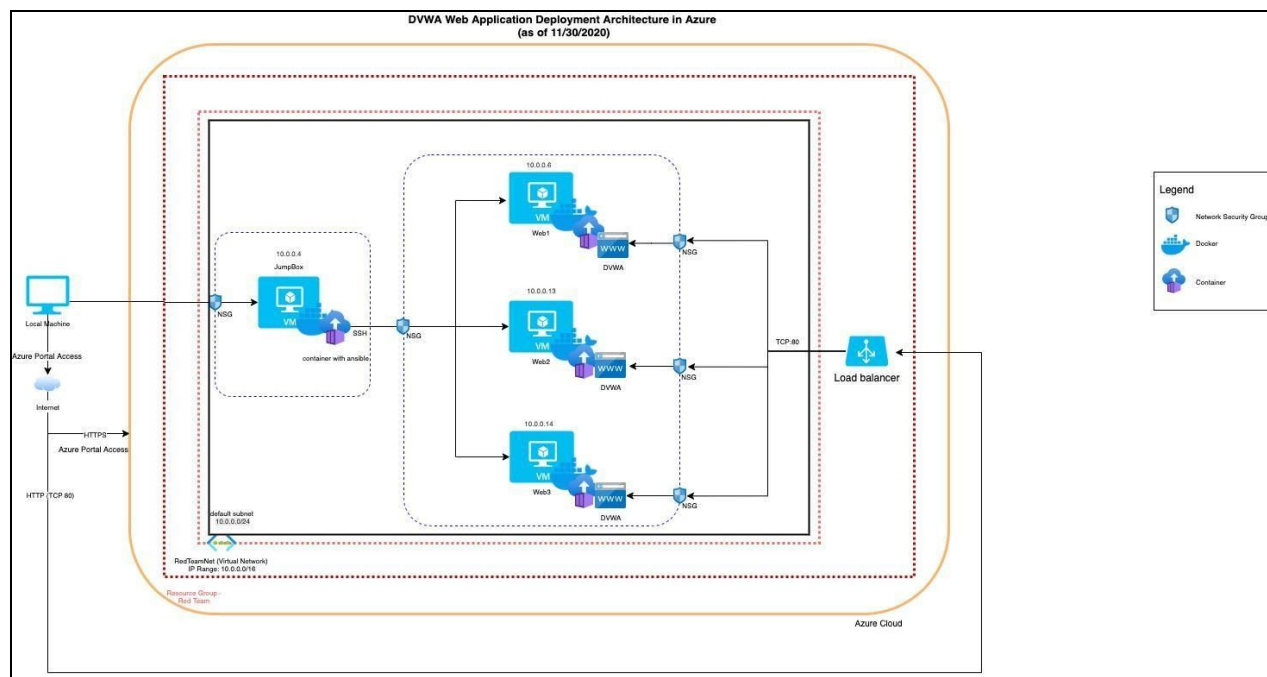 DVWA Web Application Deployment Architecture in Azure
(as of 11/30/2020)
10.0.0.6
VM
Web1
www
DVWA
NSG
10.0.0.4
JumpBox
VM
SSH
container with ansible
NSG
NSG
10.0.0.13
VM
Web2
www
DVWA
NSG
10.0.0.14
VM
Web3
www
DVWA
NSG
TCP:80
Load balancer
Local Machine
Azure Portal Access
Internet
HTTPS
Azure Portal Access
HTTP (TCP 80)
default subnet
10.0.0.0/24
RedTeamNet (Virtual Network)
IP Range: 10.0.0.0/16
Resource Group -
Red Team
Azure Cloud
Legend
Network Security Group
Docker
Container